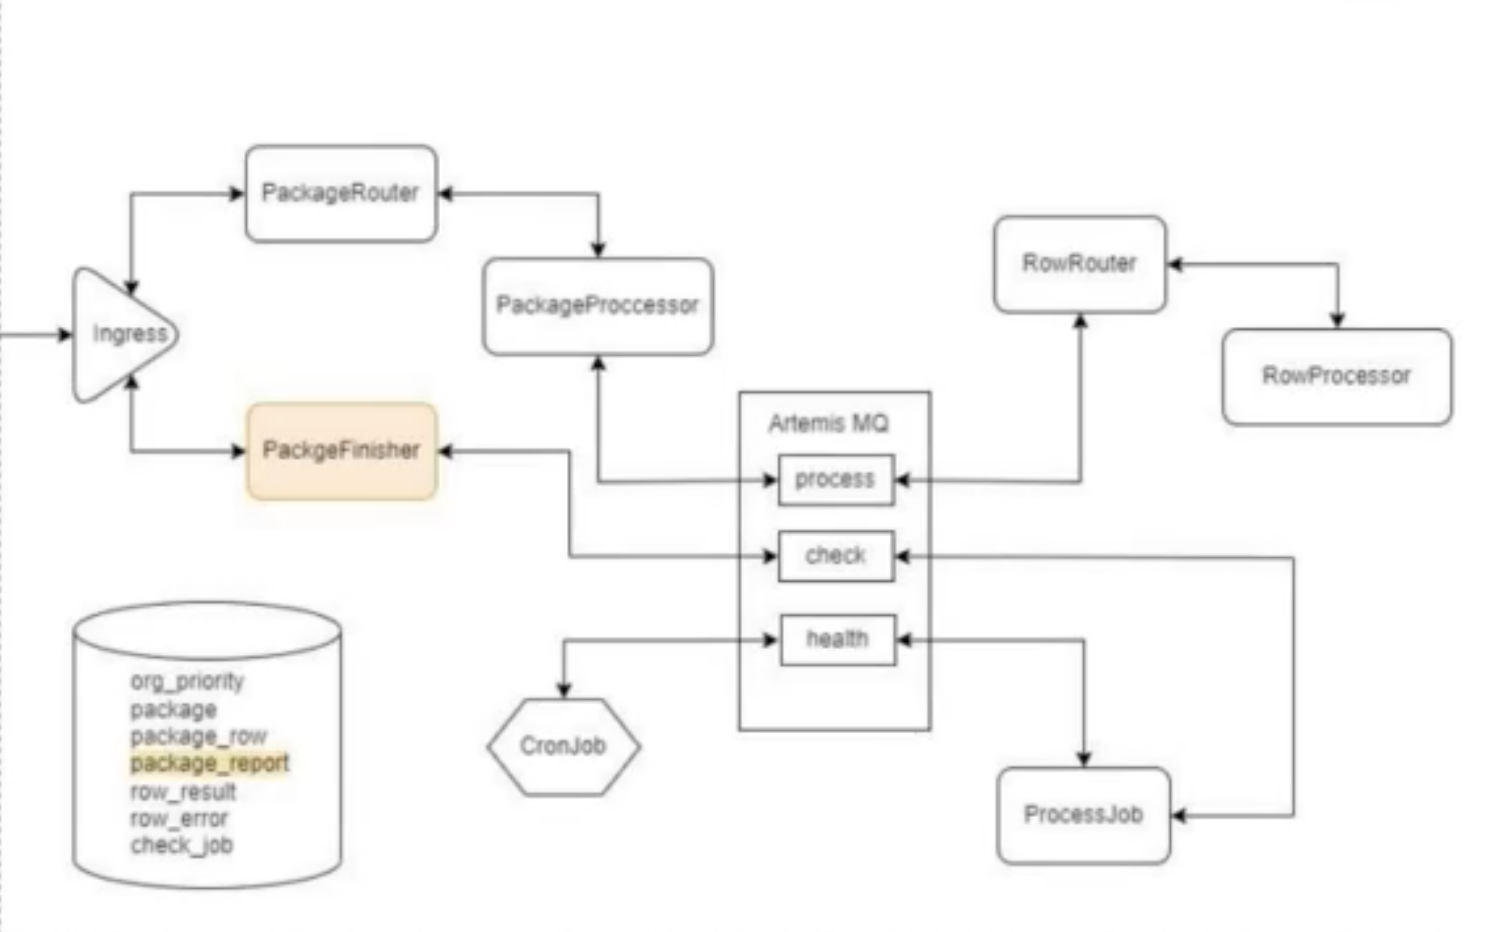 PackageRouter
PackageProccessor
Ingress
PackgeFinisher
RowRouter
RowProcessor
Artemis MQ
process
check
health
CronJob
ProcessJob
org_priority
package
package_row
package_report
row_result
row_error
check_job